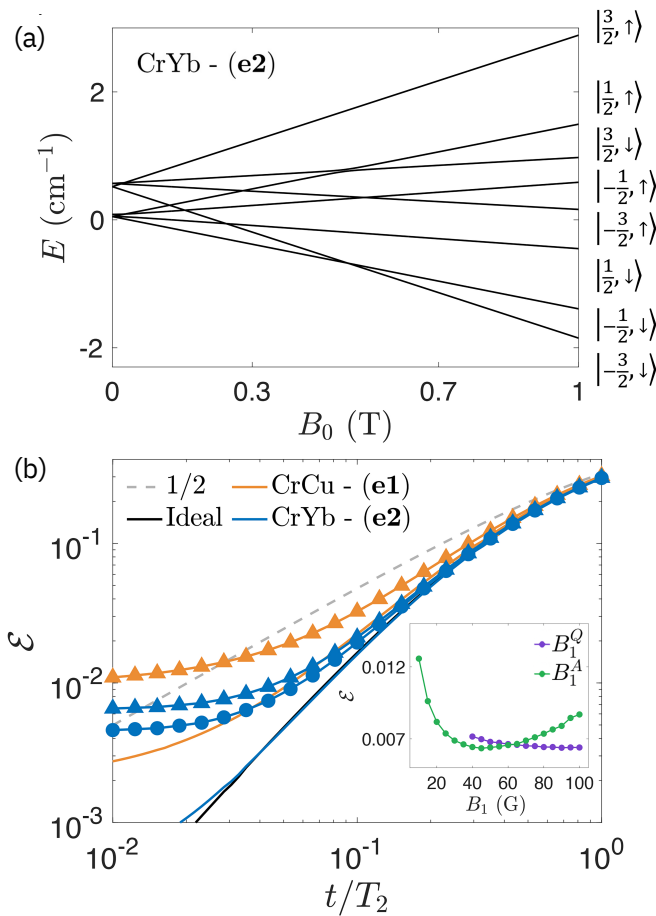 (a)
CrYb - (e2)
E (cm⁻¹)
2
0
-2
0
0.3
0.7
1
B₀ (T)
|3/2, ↑⟩
|1/2, ↑⟩
|3/2, ↓⟩
|-1/2, ↑⟩
|-3/2, ↑⟩
|1/2, ↓⟩
|-1/2, ↓⟩
|-3/2, ↓⟩
(b)
1/2
Ideal
CrCu - (e1)
CrYb - (e2)
ℰ
10⁻¹
10⁻²
10⁻³
10⁻²
10⁻¹
10⁰
t/T₂
B₁^Q
B₁^A
ℰ
0.012
0.007
20
40
60
80
100
B₁ (G)